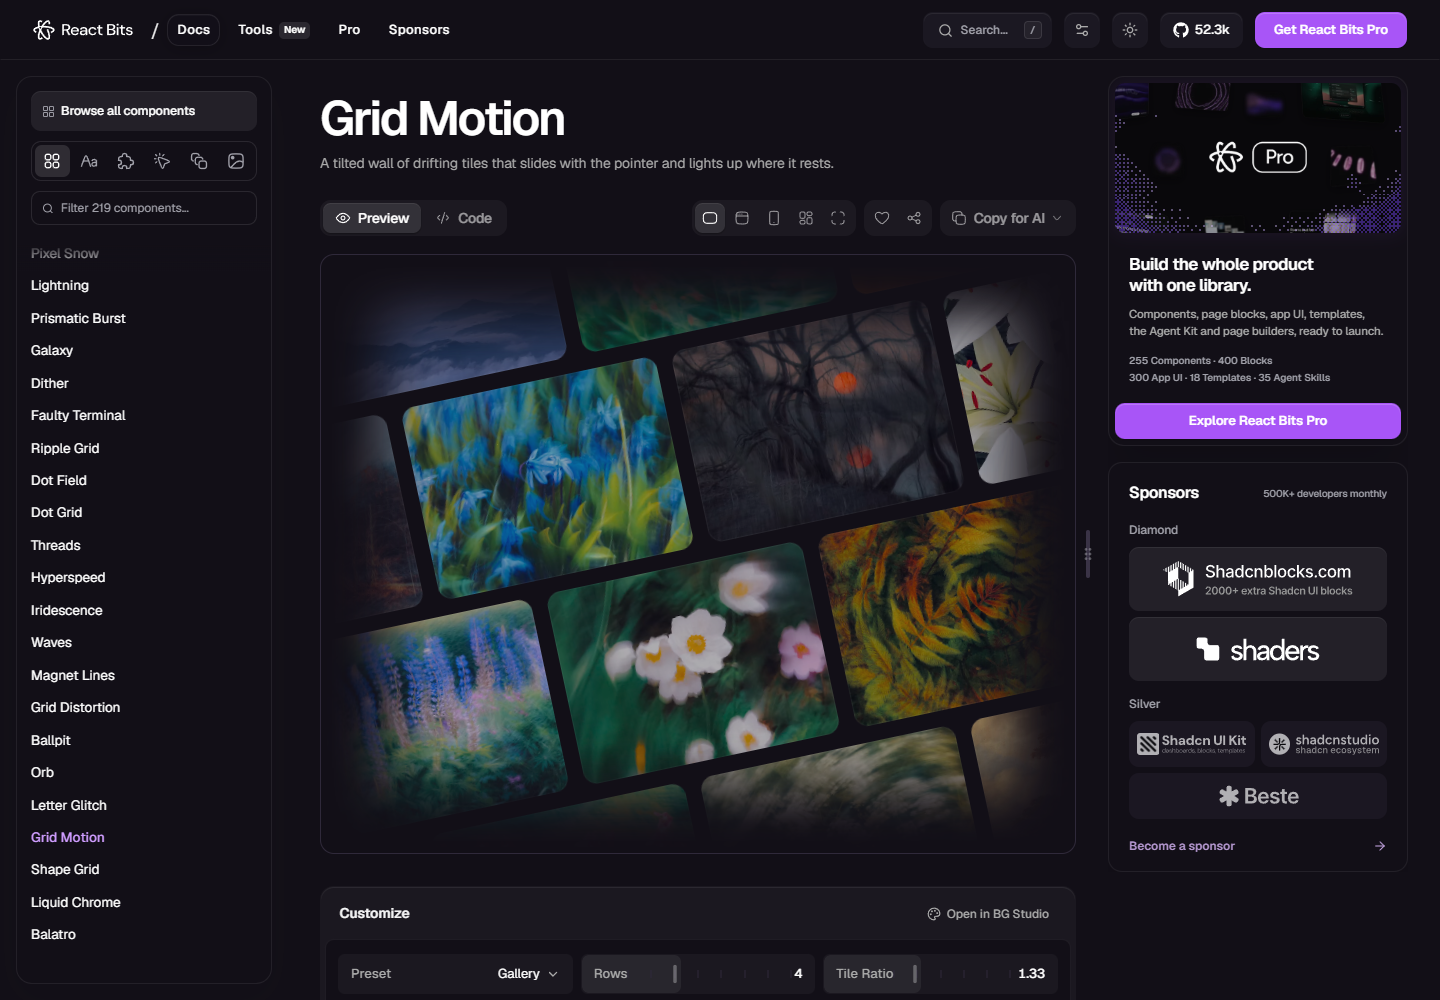 React Bits
/
Docs
Tools New
Pro
Sponsors
Search...
/
52.3k
Get React Bits Pro
Browse all components
Aa
Filter 219 components...
Pixel Snow
Lightning
Prismatic Burst
Galaxy
Dither
Faulty Terminal
Ripple Grid
Dot Field
Dot Grid
Threads
Hyperspeed
Iridescence
Waves
Magnet Lines
Grid Distortion
Ballpit
Orb
Letter Glitch
Grid Motion
Shape Grid
Liquid Chrome
Balatro
Grid Motion
A tilted wall of drifting tiles that slides with the pointer and lights up where it rests.
Preview
Code
Copy for AI
Customize
Open in BG Studio
Preset
Gallery
Rows
4
Tile Ratio
1.33
Pro
Build the whole product
with one library.
Components, page blocks, app UI, templates,
the Agent Kit and page builders, ready to launch.
255 Components · 400 Blocks
300 App UI · 18 Templates · 35 Agent Skills
Explore React Bits Pro
Sponsors
500K+ developers monthly
Diamond
Shadcnblocks.com
2000+ extra Shadcn UI blocks
shaders
Silver
Shadcn UI Kit
dashboards, blocks, templates
shadcnstudio
shadcn ecosystem
Beste
Become a sponsor